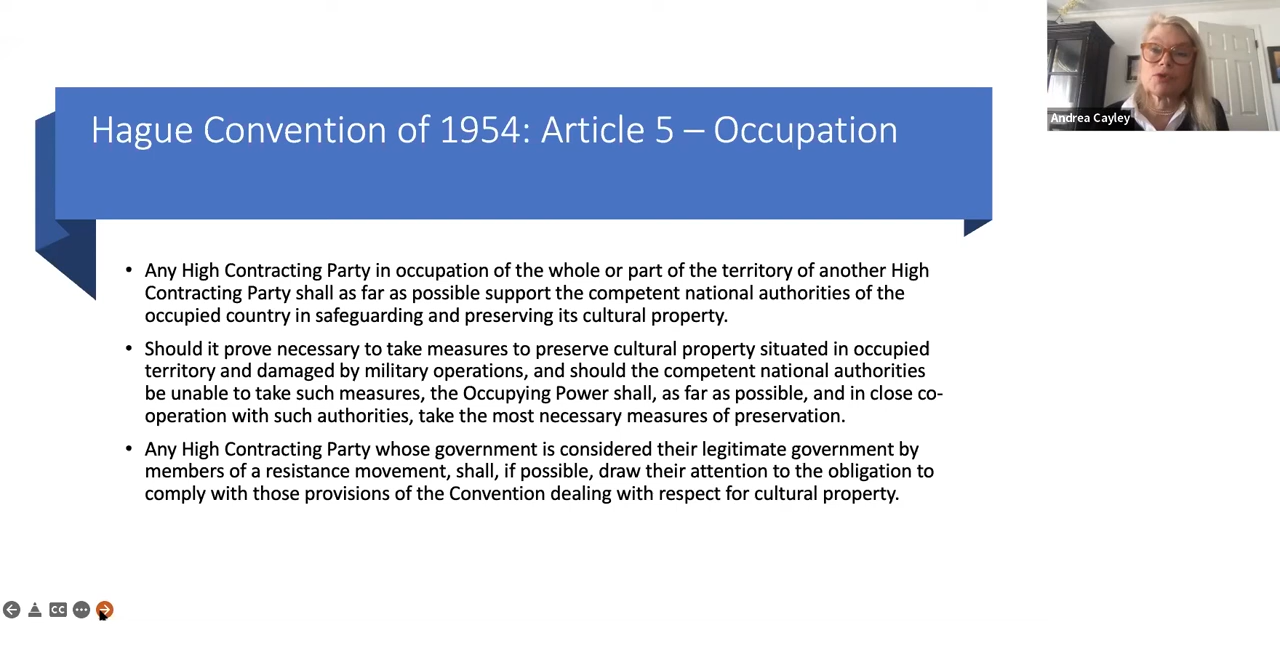 Hague Convention of 1954: Article 5 – Occupation
Andrea Cayley
• Any High Contracting Party in occupation of the whole or part of the territory of another High
Contracting Party shall as far as possible support the competent national authorities of the
occupied country in safeguarding and preserving its cultural property.
• Should it prove necessary to take measures to preserve cultural property situated in occupied
territory and damaged by military operations, and should the competent national authorities
be unable to take such measures, the Occupying Power shall, as far as possible, and in close co-
operation with such authorities, take the most necessary measures of preservation.
• Any High Contracting Party whose government is considered their legitimate government by
members of a resistance movement, shall, if possible, draw their attention to the obligation to
comply with those provisions of the Convention dealing with respect for cultural property.
CC